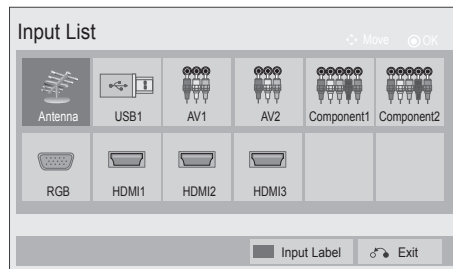 Input List
Move OK
Antenna USB1 AV1 AV2 Component1 Component2
RGB HDMI1 HDMI2 HDMI3
Input Label Exit